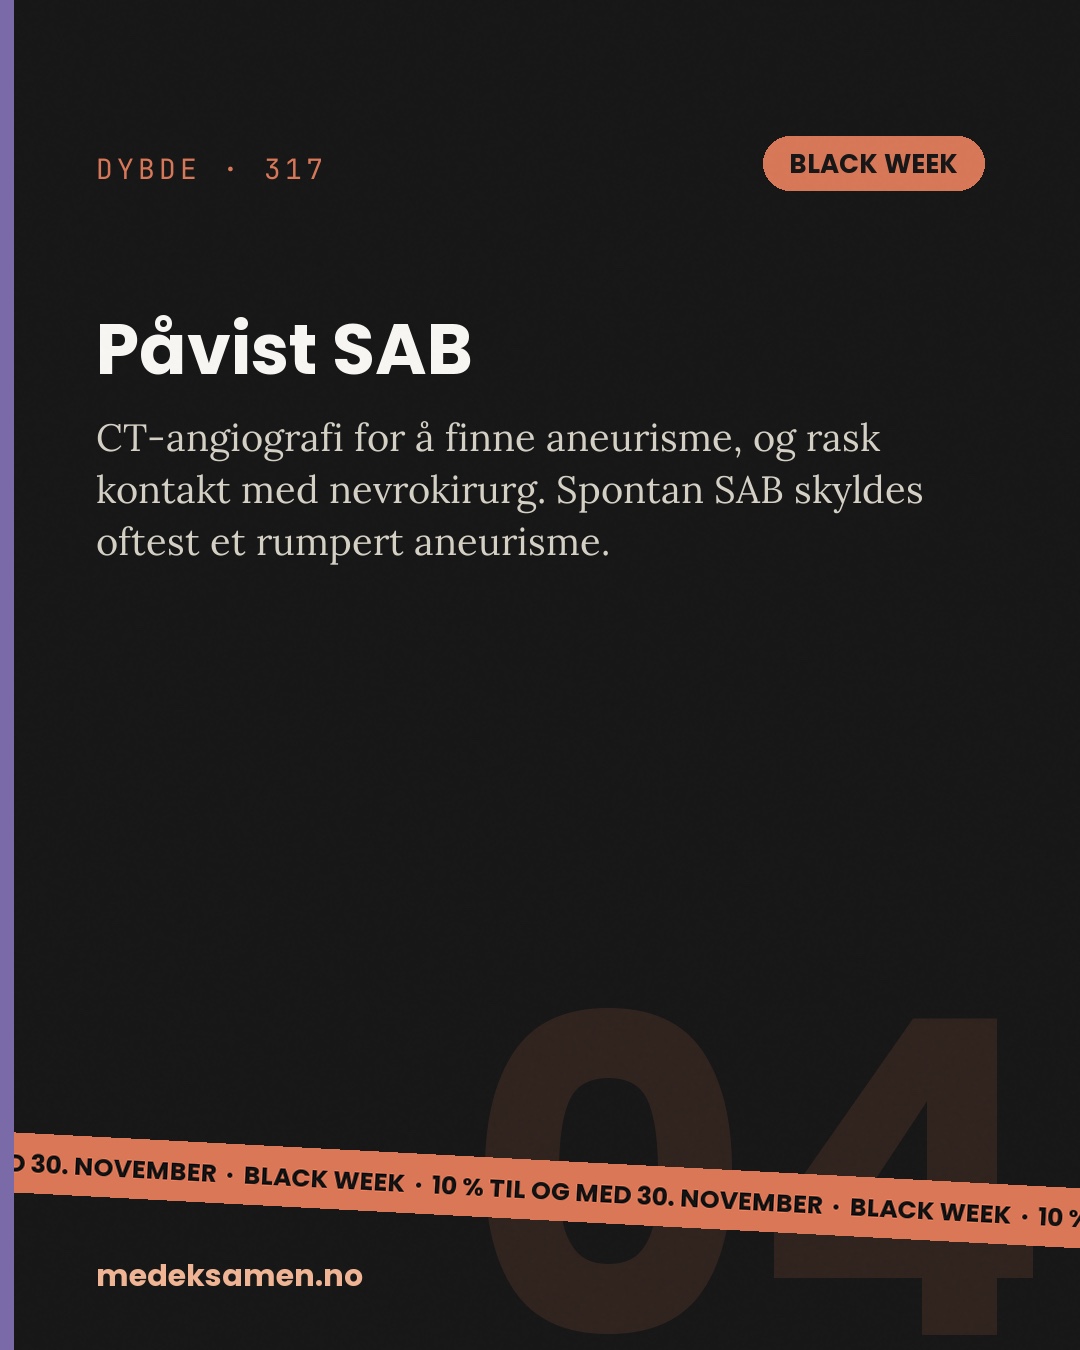 DYBDE · 317
BLACK WEEK
Påvist SAB
CT-angiografi for å finne aneurisme, og rask
kontakt med nevrokirurg. Spontan SAB skyldes
oftest et rumpert aneurisme.
04
30. NOVEMBER · BLACK WEEK · 10 % TIL OG MED 30. NOVEMBER · BLACK WEEK · 10 %
medeksamen.no